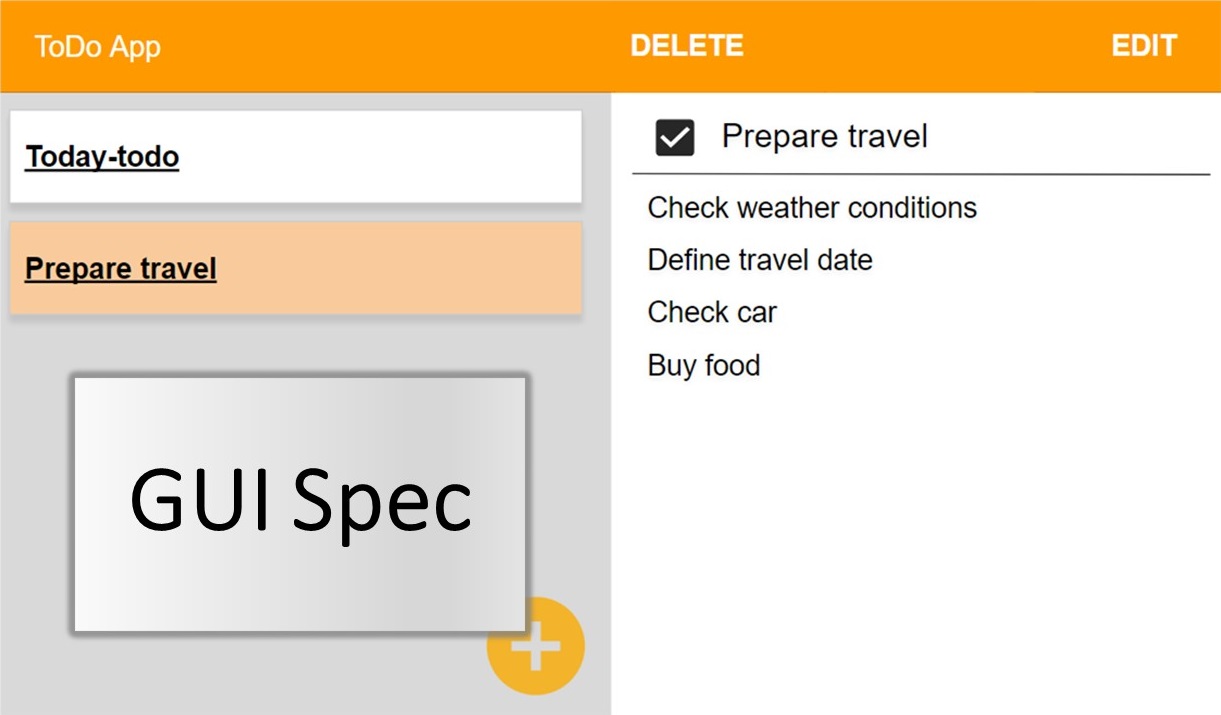 ToDo App
DELETE
EDIT
Today-todo
Prepare travel
GUI Spec
Prepare travel
Check weather conditions
Define travel date
Check car
Buy food